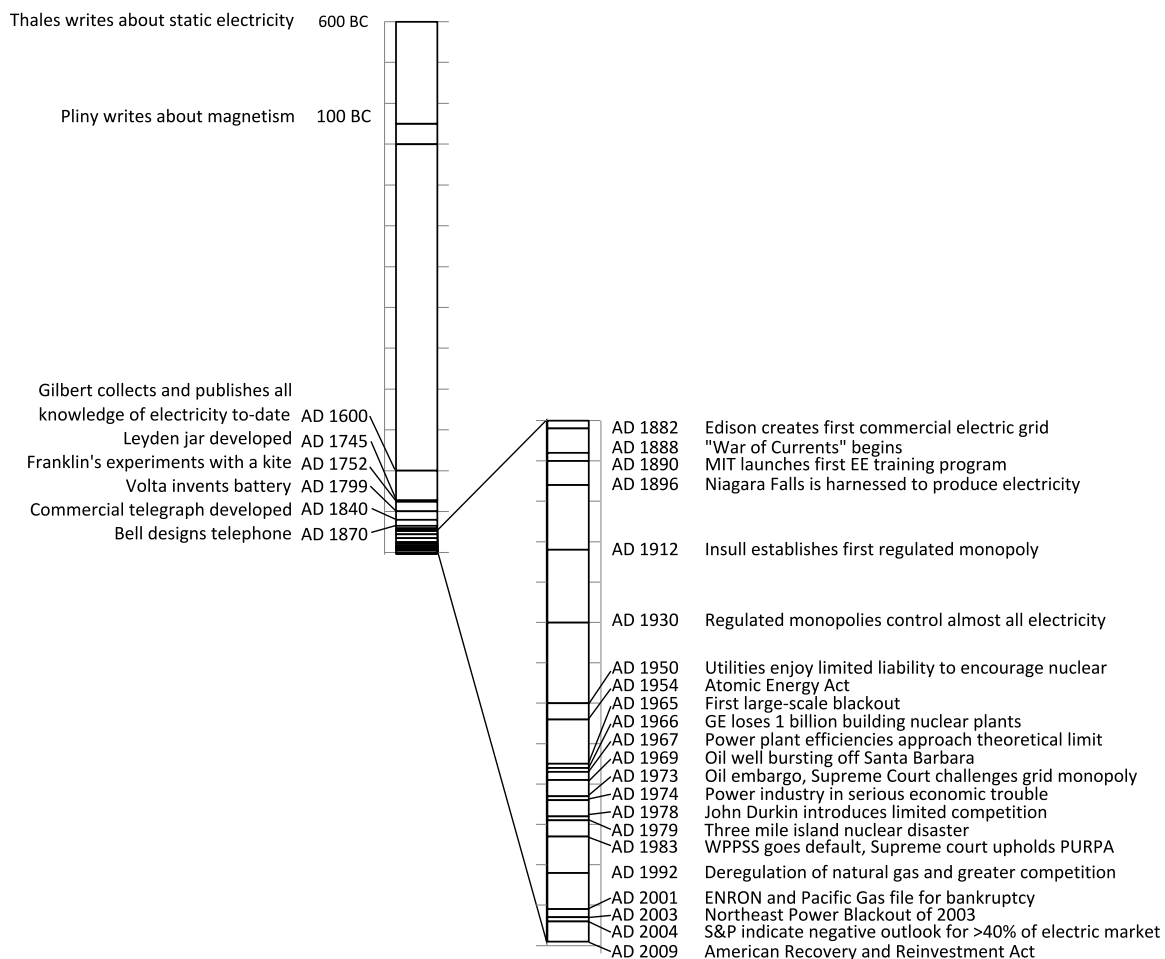 Thales writes about static electricity 600 BC
Pliny writes about magnetism 100 BC
Gilbert collects and publishes all
knowledge of electricity to-date AD 1600
Leyden jar developed AD 1745
Franklin's experiments with a kite AD 1752
Volta invents battery AD 1799
Commercial telegraph developed AD 1840
Bell designs telephone AD 1870
AD 1882 Edison creates first commercial electric grid
AD 1888 "War of Currents" begins
AD 1890 MIT launches first EE training program
AD 1896 Niagara Falls is harnessed to produce electricity
AD 1912 Insull establishes first regulated monopoly
AD 1930 Regulated monopolies control almost all electricity
AD 1950 Utilities enjoy limited liability to encourage nuclear
AD 1954 Atomic Energy Act
AD 1965 First large-scale blackout
AD 1966 GE loses 1 billion building nuclear plants
AD 1967 Power plant efficiencies approach theoretical limit
AD 1969 Oil well bursting off Santa Barbara
AD 1973 Oil embargo, Supreme Court challenges grid monopoly
AD 1974 Power industry in serious economic trouble
AD 1978 John Durkin introduces limited competition
AD 1979 Three mile island nuclear disaster
AD 1983 WPPSS goes default, Supreme court upholds PURPA
AD 1992 Deregulation of natural gas and greater competition
AD 2001 ENRON and Pacific Gas file for bankruptcy
AD 2003 Northeast Power Blackout of 2003
AD 2004 S&P indicate negative outlook for >40% of electric market
AD 2009 American Recovery and Reinvestment Act